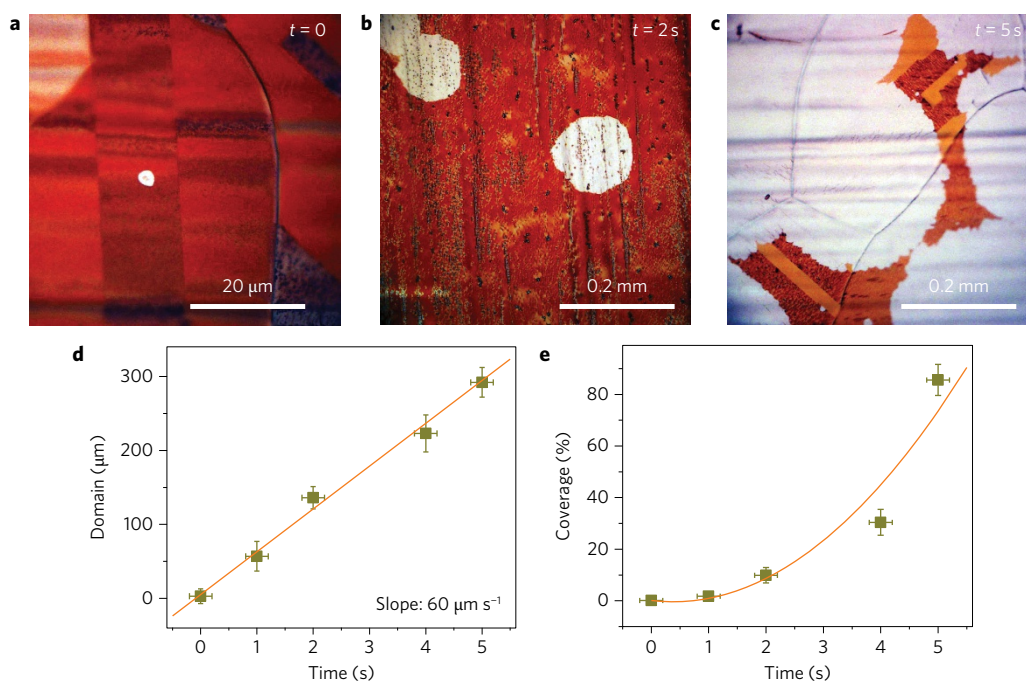 a
t = 0
20 µm
b
t = 2 s
0.2 mm
c
t = 5 s
0.2 mm
d
300
200
100
0
Domain (µm)
Slope: 60 µm s⁻¹
0 1 2 3 4 5
Time (s)
e
80
60
40
20
0
Coverage (%)
0 1 2 3 4 5
Time (s)